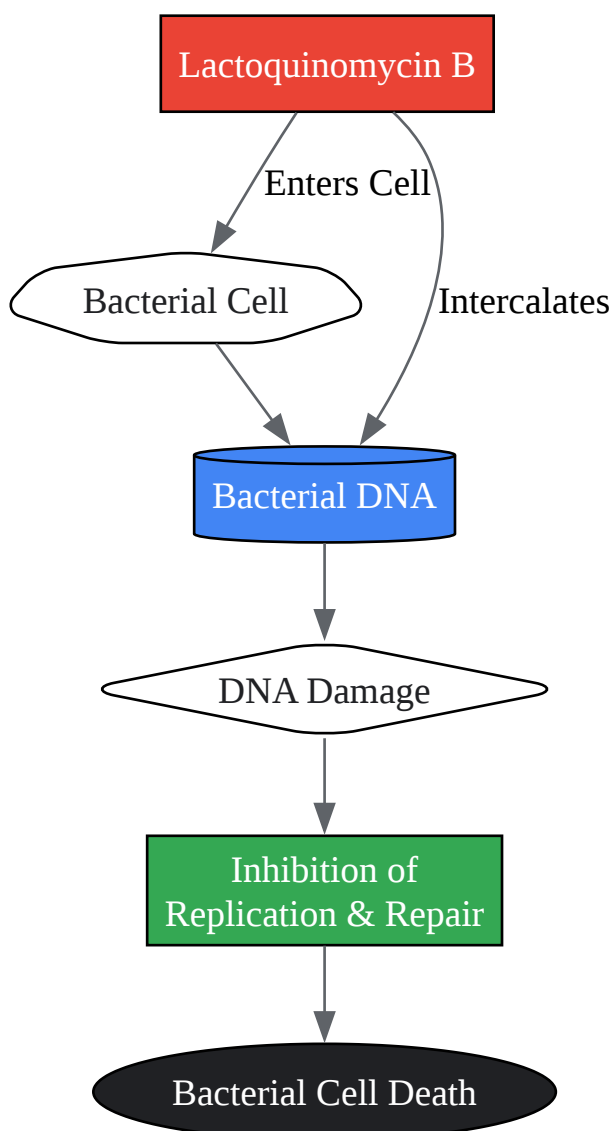 Lactoquinomycin B
Enters Cell
Bacterial Cell
Intercalates
Bacterial DNA
DNA Damage
Inhibition of
Replication & Repair
Bacterial Cell Death